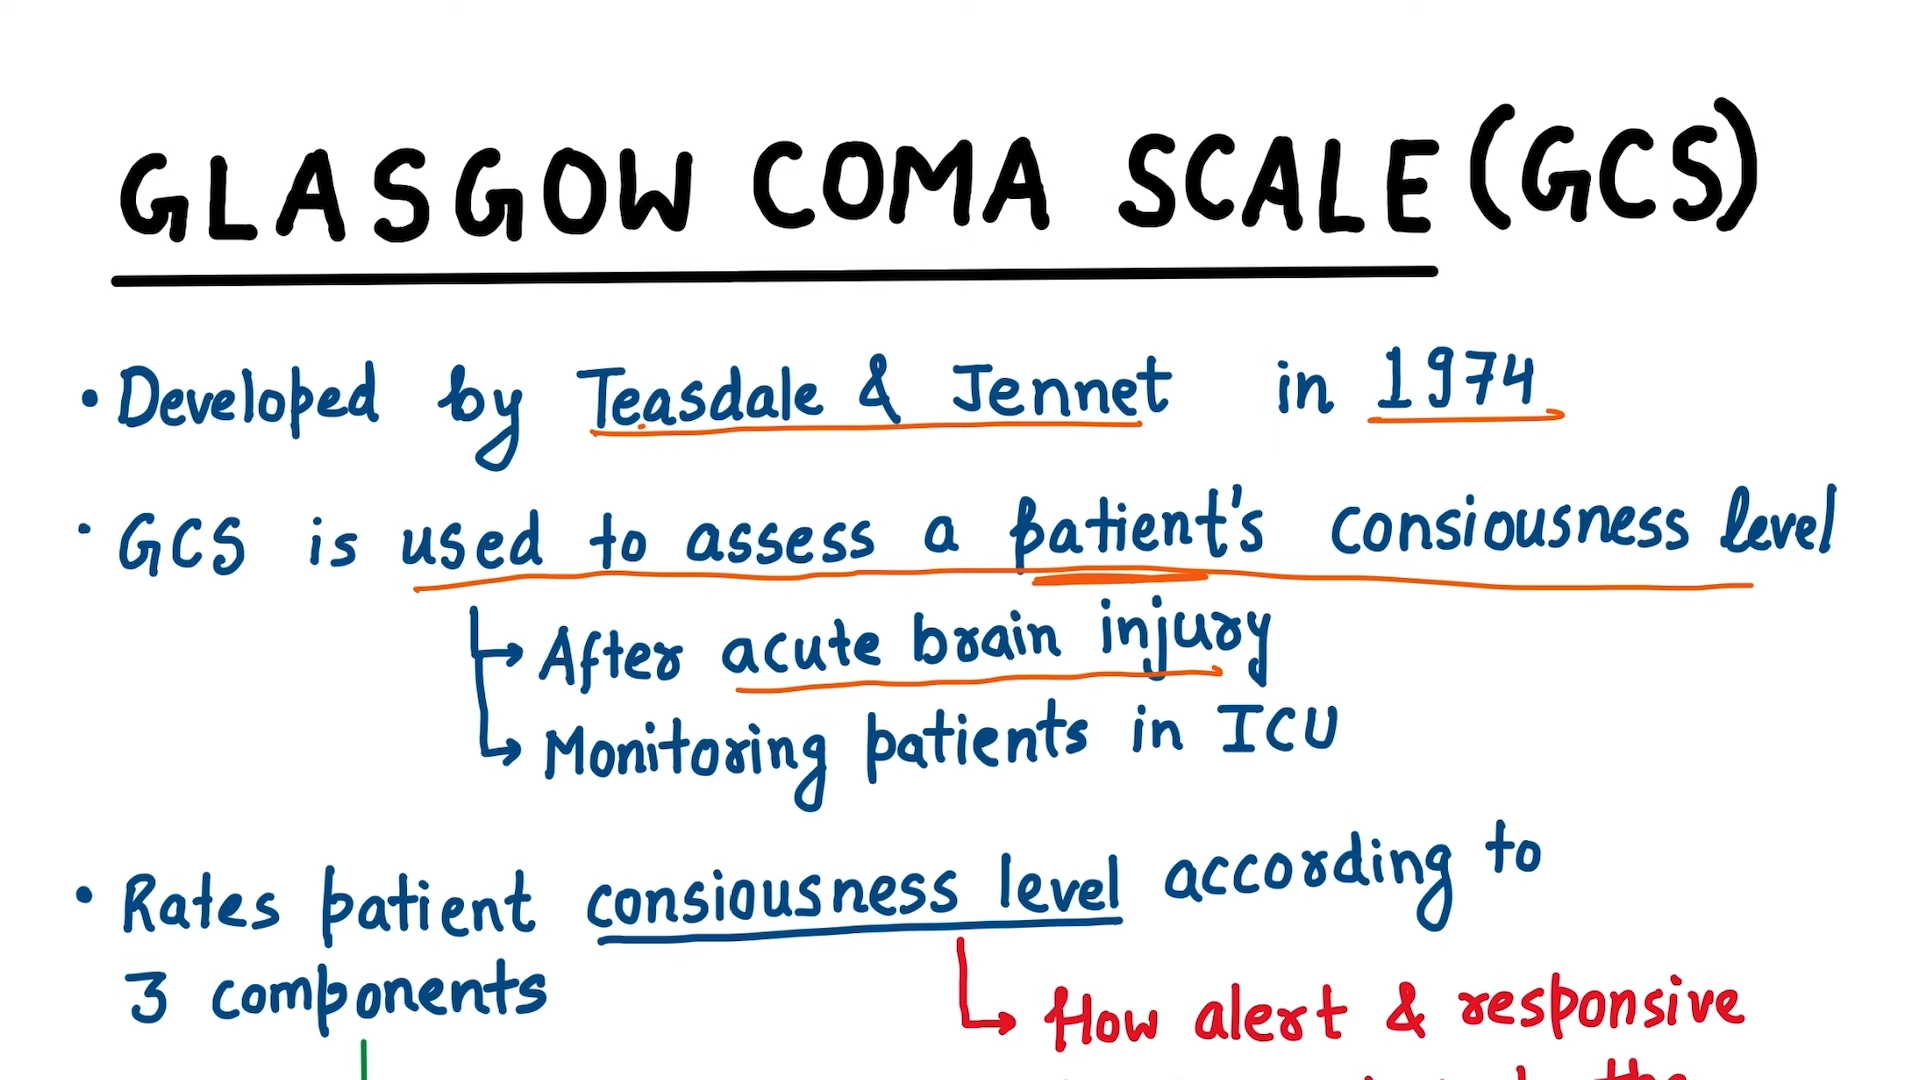 GLASGOW COMA SCALE (GCS)
• Developed by Teasdale & Jennet in 1974
• GCS is used to assess a patient's consiousness level
After acute brain injury
Monitoring patients in ICU
• Rates patient consiousness level according to
3 components
How alert & responsive
the